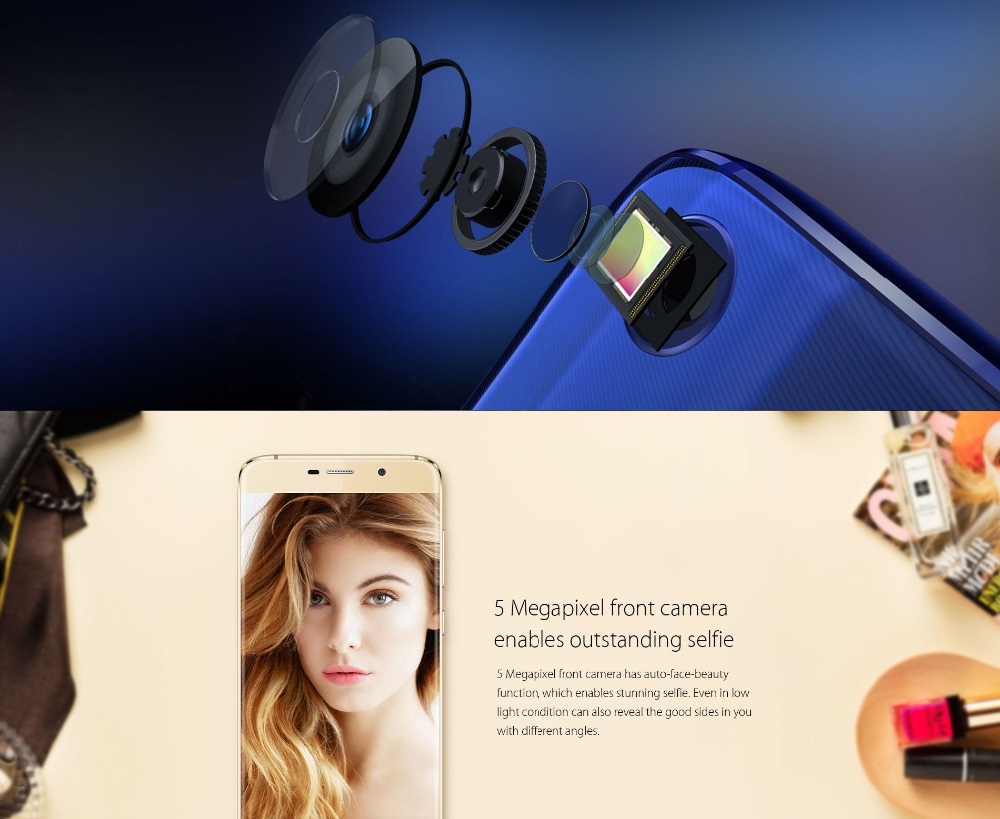 5 Megapixel front camera
enables outstanding selfie
5 Megapixel front camera has auto-face-beauty
function, which enables stunning selfie. Even in low
light condition can also reveal the good sides in you
with different angles.